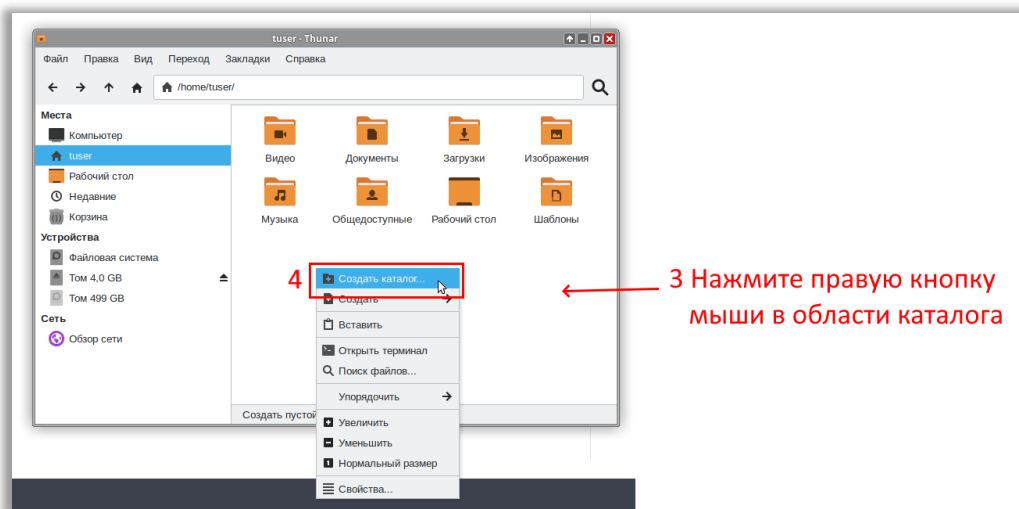 tuser - Thunar
Файл Правка Вид Переход Закладки Справка
/home/tuser/
Места
Компьютер
tuser
Рабочий стол
Недавние
Корзина
Устройства
Файловая система
Том 4,0 GB
Том 499 GB
Сеть
Обзор сети
Видео Документы Загрузки Изображения
Музыка Общедоступные Рабочий стол Шаблоны
4
Создать каталог...
Создать
Вставить
Открыть терминал
Поиск файлов...
Упорядочить
Увеличить
Уменьшить
Нормальный размер
Свойства...
Создать пустой
3 Нажмите правую кнопку
мыши в области каталога